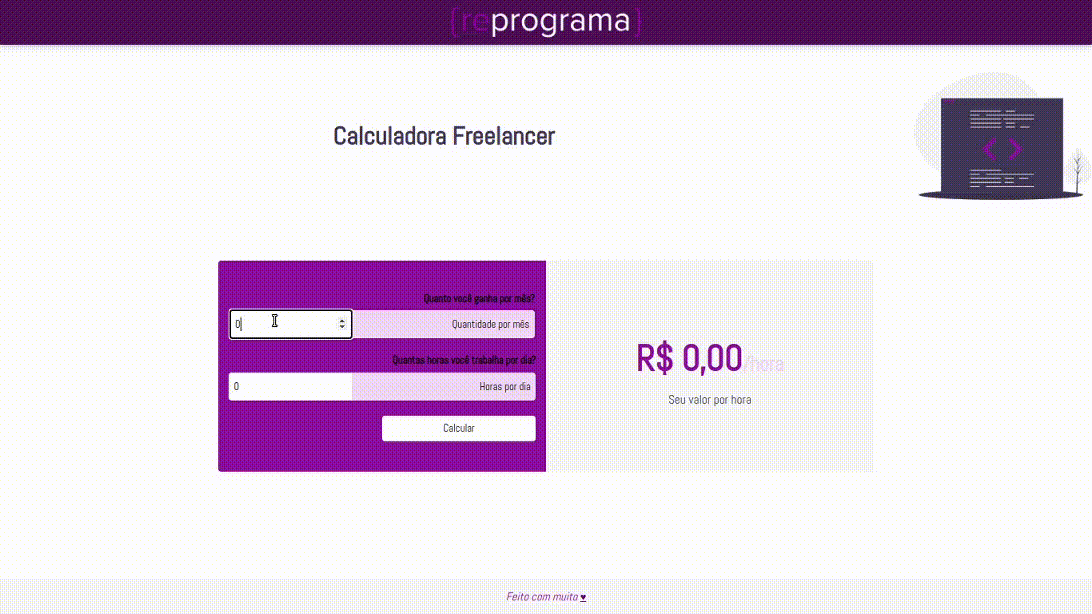 {reprograma}
Calculadora Freelancer
Quanto você ganha por mês?
0
Quantidade por mês
Quantas horas você trabalha por dia?
0
Horas por dia
Calcular
R$ 0,00/hora
Seu valor por hora
Feito com muito ♥